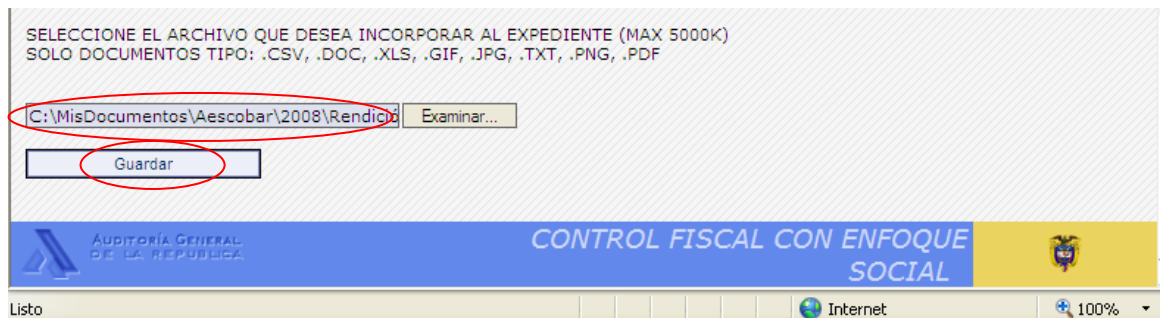 SELECCIONE EL ARCHIVO QUE DESEA INCORPORAR AL EXPEDIENTE (MAX 5000K)
SOLO DOCUMENTOS TIPO: .CSV, .DOC, .XLS, .GIF, .JPG, .TXT, .PNG, .PDF
C:\MisDocumentos\Aescobar\2008\Rendició Examinar...
Guardar
AUDITORÍA GENERAL
DE LA REPUBLICA
CONTROL FISCAL CON ENFOQUE
SOCIAL
Listo Internet 100%